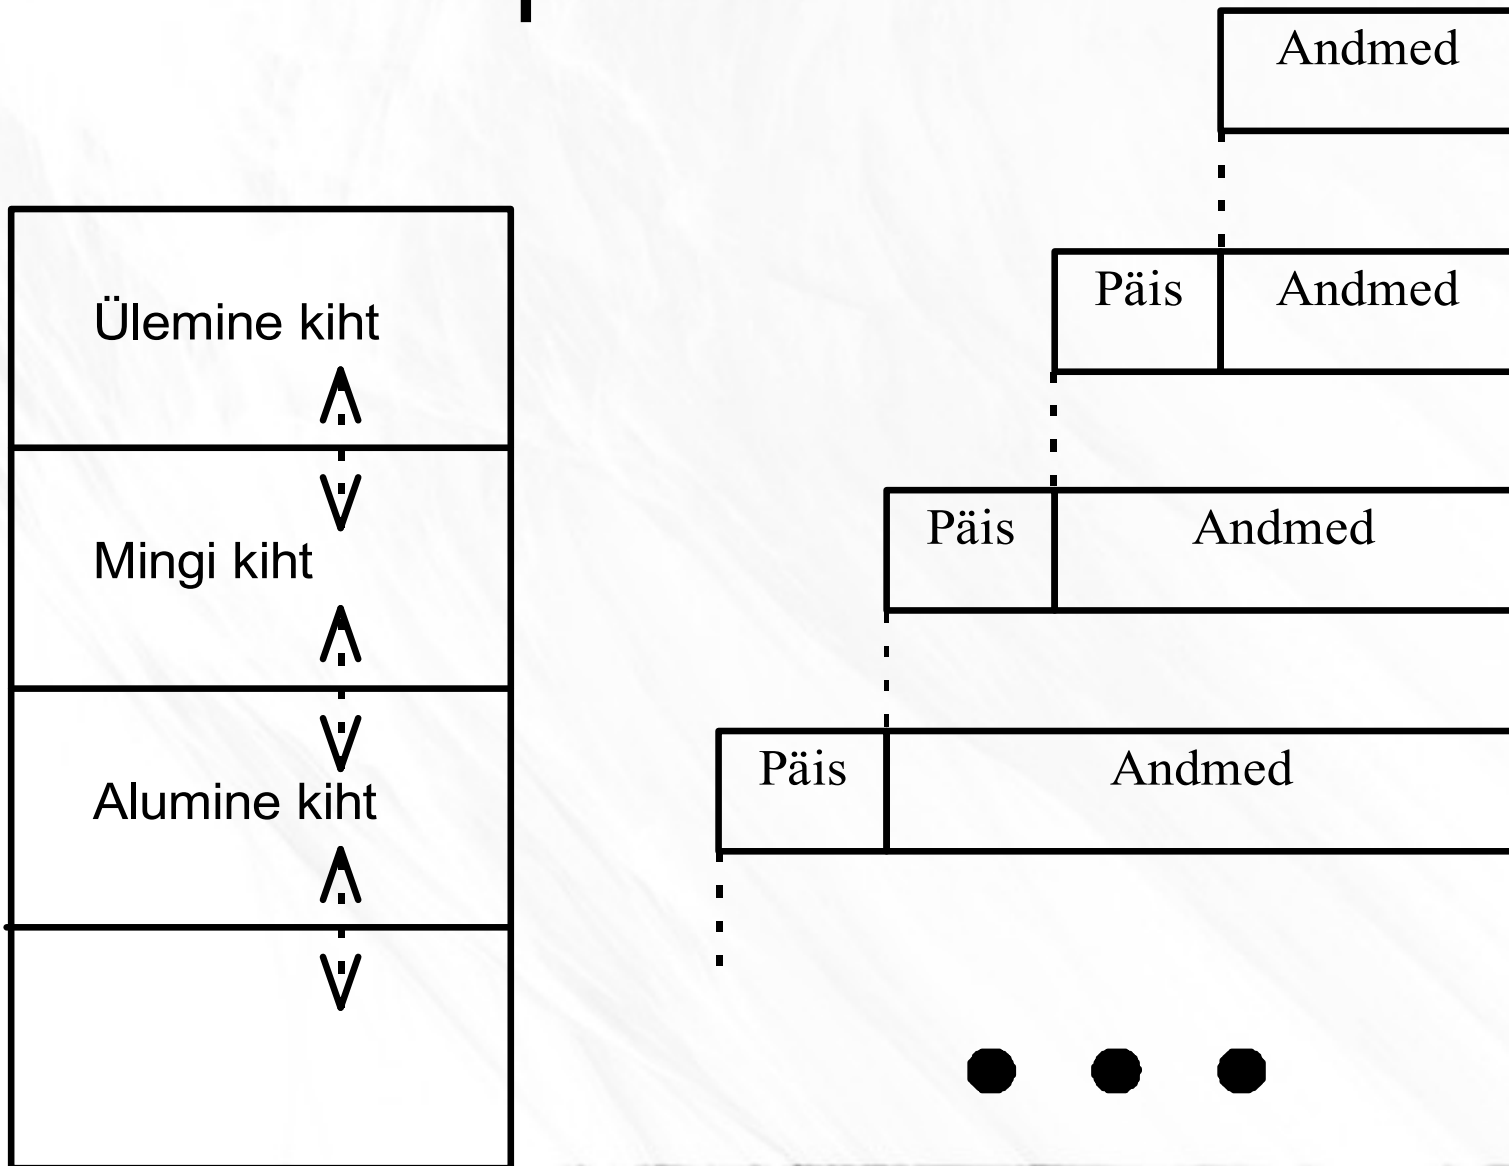 Andmed
Päis Andmed
Ülemine kiht
Päis Andmed
Mingi kiht
Päis Andmed
Alumine kiht